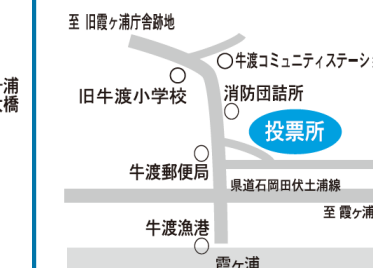 至 旧霞ヶ浦庁舎跡地
牛渡コミュニティステーショ
旧牛渡小学校
消防団詰所
浦
橋
投票所
牛渡郵便局
県道石岡田伏土浦線
至 霞ヶ浦
牛渡漁港
霞ヶ浦